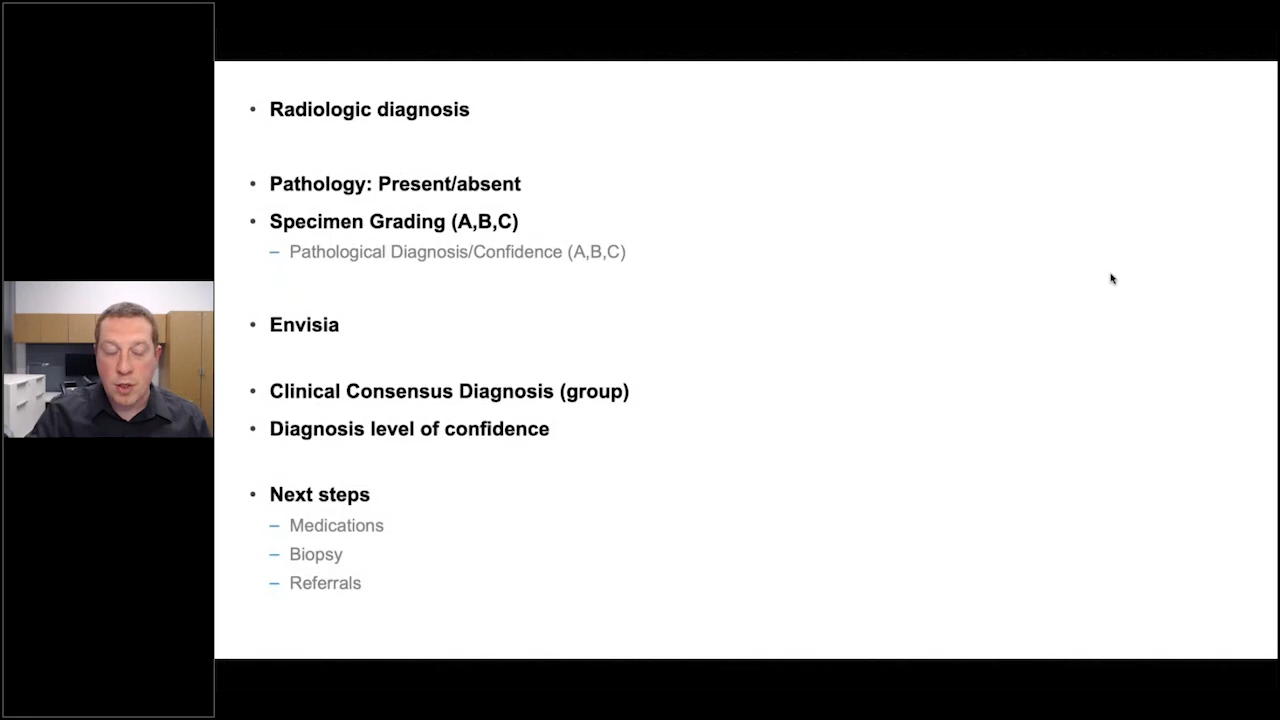 • Radiologic diagnosis
• Pathology: Present/absent
• Specimen Grading (A,B,C)
– Pathological Diagnosis/Confidence (A,B,C)
• Envisia
• Clinical Consensus Diagnosis (group)
• Diagnosis level of confidence
• Next steps
– Medications
– Biopsy
– Referrals